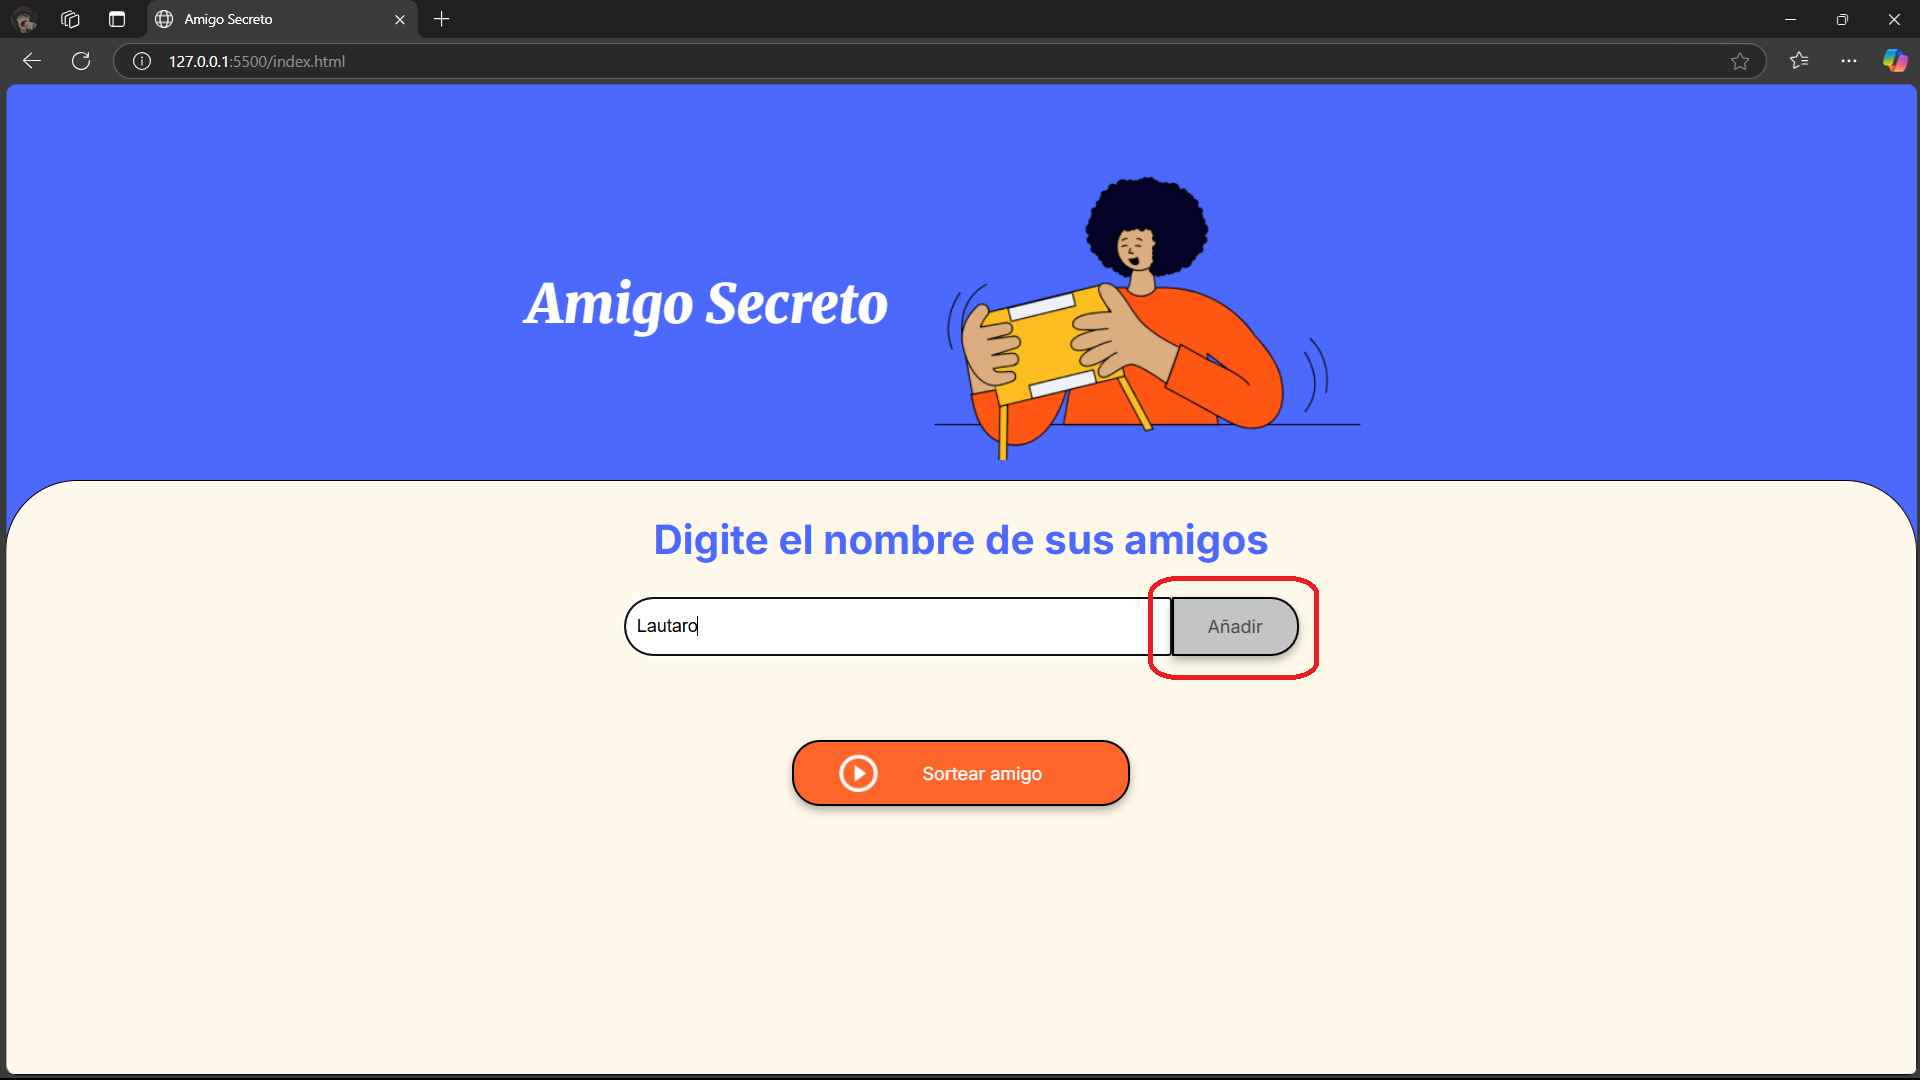 Amigo Secreto
127.0.0.1:5500/index.html
Amigo Secreto
Digite el nombre de sus amigos
Lautaro
Añadir
Sortear amigo